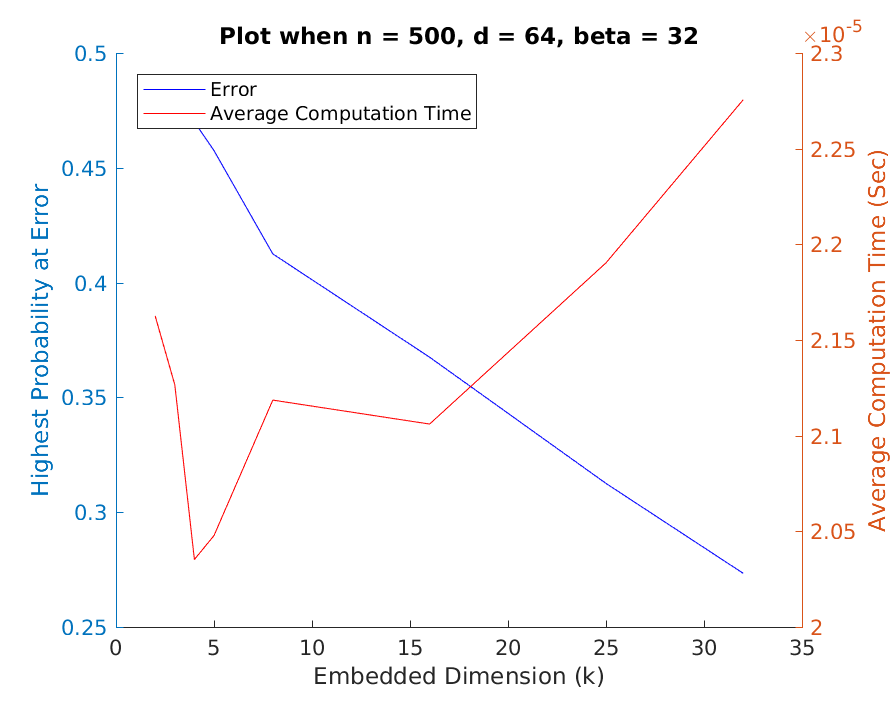 Plot when n = 500, d = 64, beta = 32
×10⁻⁵
Error
Average Computation Time
Highest Probability at Error
0.5
0.45
0.4
0.35
0.3
0.25
2.3
2.25
2.2
2.15
2.1
2.05
2
Average Computation Time (Sec)
0 5 10 15 20 25 30 35
Embedded Dimension (k)